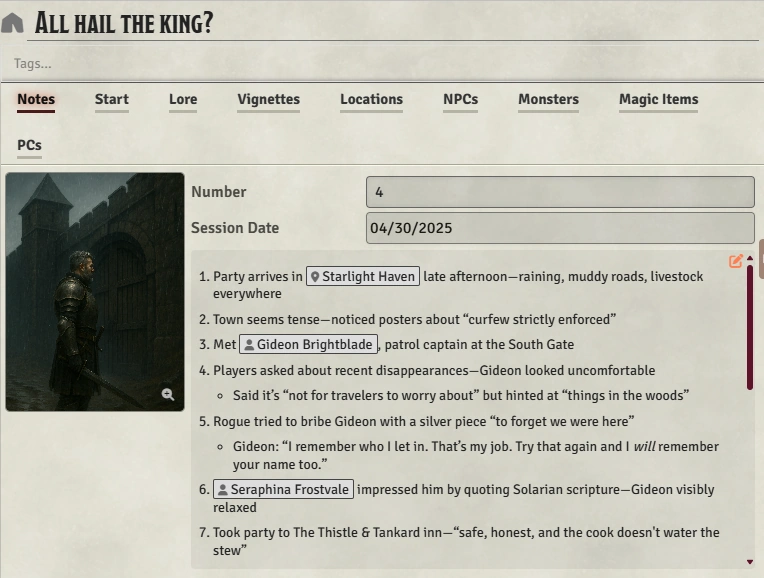 All hail the king?
Tags...
Notes
Start
Lore
Vignettes
Locations
NPCs
Monsters
Magic Items
PCs
Number
4
Session Date
04/30/2025
1. Party arrives in Starlight Haven late afternoon—raining, muddy roads, livestock
everywhere
2. Town seems tense—noticed posters about “curfew strictly enforced”
3. Met Gideon Brightblade, patrol captain at the South Gate
4. Players asked about recent disappearances—Gideon looked uncomfortable
Said it’s “not for travelers to worry about” but hinted at “things in the woods”
5. Rogue tried to bribe Gideon with a silver piece “to forget we were here”
Gideon: “I remember who I let in. That’s my job. Try that again and I will remember
your name too.”
6. Seraphina Frostvale impressed him by quoting Solarian scripture—Gideon visibly
relaxed
7. Took party to The Thistle & Tankard inn—“safe, honest, and the cook doesn't water the
stew”